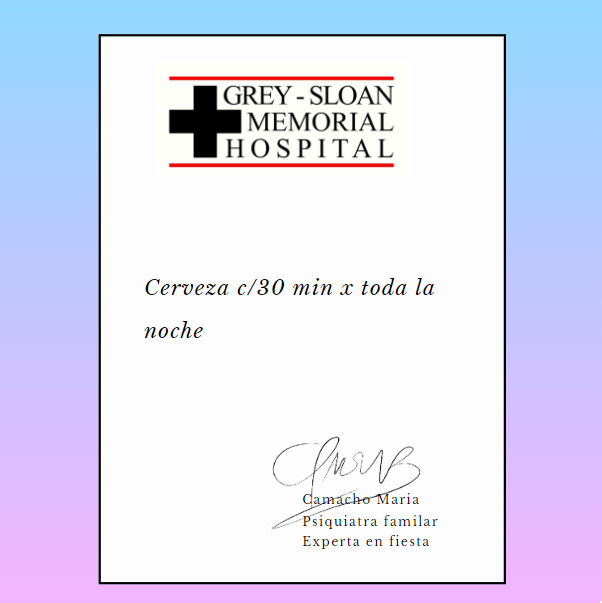 GREY - SLOAN
MEMORIAL
HOSPITAL
Cerveza c/30 min x toda la
noche
Camacho Maria
Psiquiatra familar
Experta en fiesta